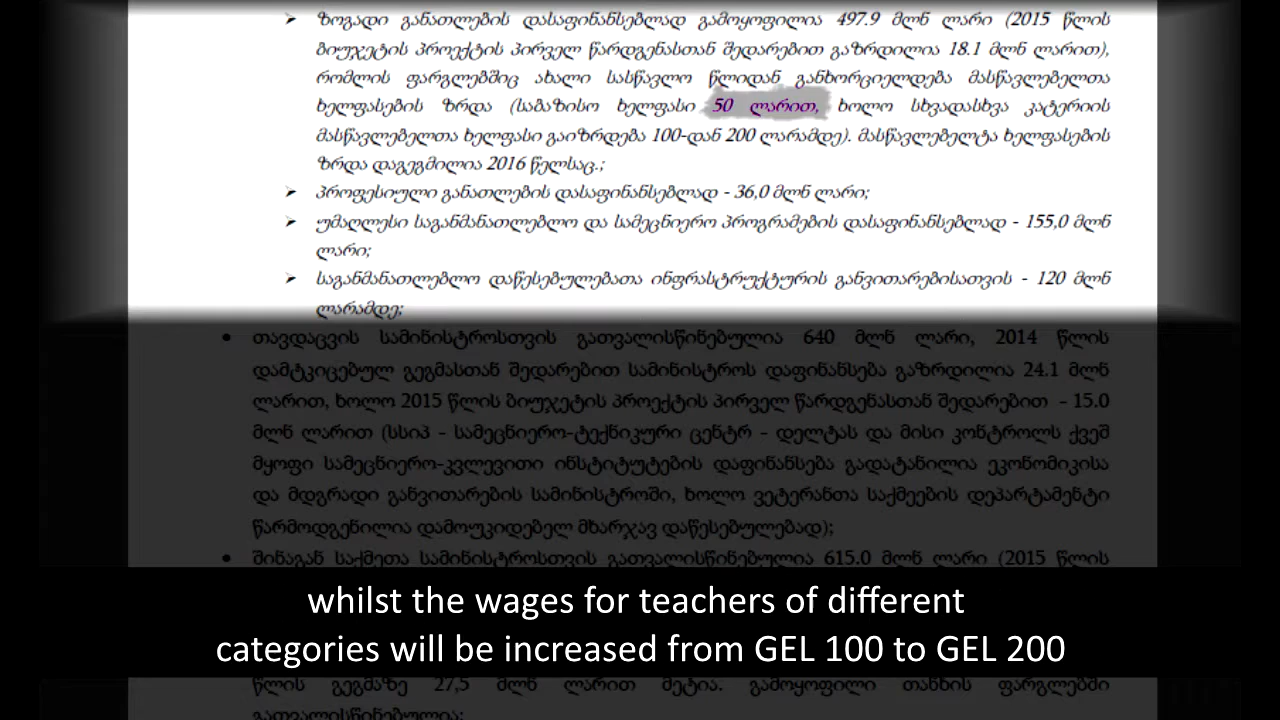 ➢ ზოგადი განათლების დასაფინანსებლად გამოყოფილია 497.9 მლნ ლარი (2015 წლის
ბიუჯეტის პროექტის პირველ წარდგენასთან შედარებით გაზრდილია 18.1 მლნ ლარით),
რომლის ფარგლებშიც ახალი სასწავლო წლიდან განხორციელდება მასწავლებელთა
ხელფასების ზრდა (საბაზისო ხელფასი 50 ლარით, ხოლო სხვადასხვა კატერიის
მასწავლებელთა ხელფასი გაიზრდება 100-დან 200 ლარამდე). მასწავლებელტა ხელფასების
ზრდა დაგეგმილია 2016 წელსაც.;
➢ პროფესიული განათლების დასაფინანსებლად - 36,0 მლნ ლარი;
➢ უმაღლესი საგანმანათლებლო და სამეცნიერო პროგრამების დასაფინანსებლად - 155,0 მლნ
ლარი;
➢ საგანმანათლებლო დაწესებულებათა ინფრასტრუქტურის განვითარებისათვის - 120 მლნ
ლარამდე;
• თავდაცვის სამინისტროსთვის გათვალისწინებულია 640 მლნ ლარი, 2014 წლის
დამტკიცებულ გეგმასთან შედარებით სამინისტროს დაფინანსება გაზრდილია 24.1 მლნ
ლარით, ხოლო 2015 წლის ბიუჯეტის პროექტის პირველ წარდგენასთან შედარებით - 15.0
მლნ ლარით (სსიპ - სამეცნიერო-ტექნიკური ცენტრ - დელტას და მისი კონტროლს ქვეშ
მყოფი სამეცნიერო-კვლევითი ინსტიტუტების დაფინანსება გადატანილია ეკონომიკისა
და მდგრადი განვითარების სამინისტროში, ხოლო ვეტერანთა საქმეების დეპარტამენტი
წარმოდგენილია დამოუკიდებელ მხარჯავ დაწესებულებად);
• შინაგან საქმეთა სამინისტროსთვის გათვალისწინებულია 615.0 მლნ ლარი (2015 წლის
whilst the wages for teachers of different
categories will be increased from GEL 100 to GEL 200
წლის გეგმაზე 27,5 მლნ ლარით მეტია. გამოყოფილი თანხის ფარგლებში
გათვალისწინებულია: